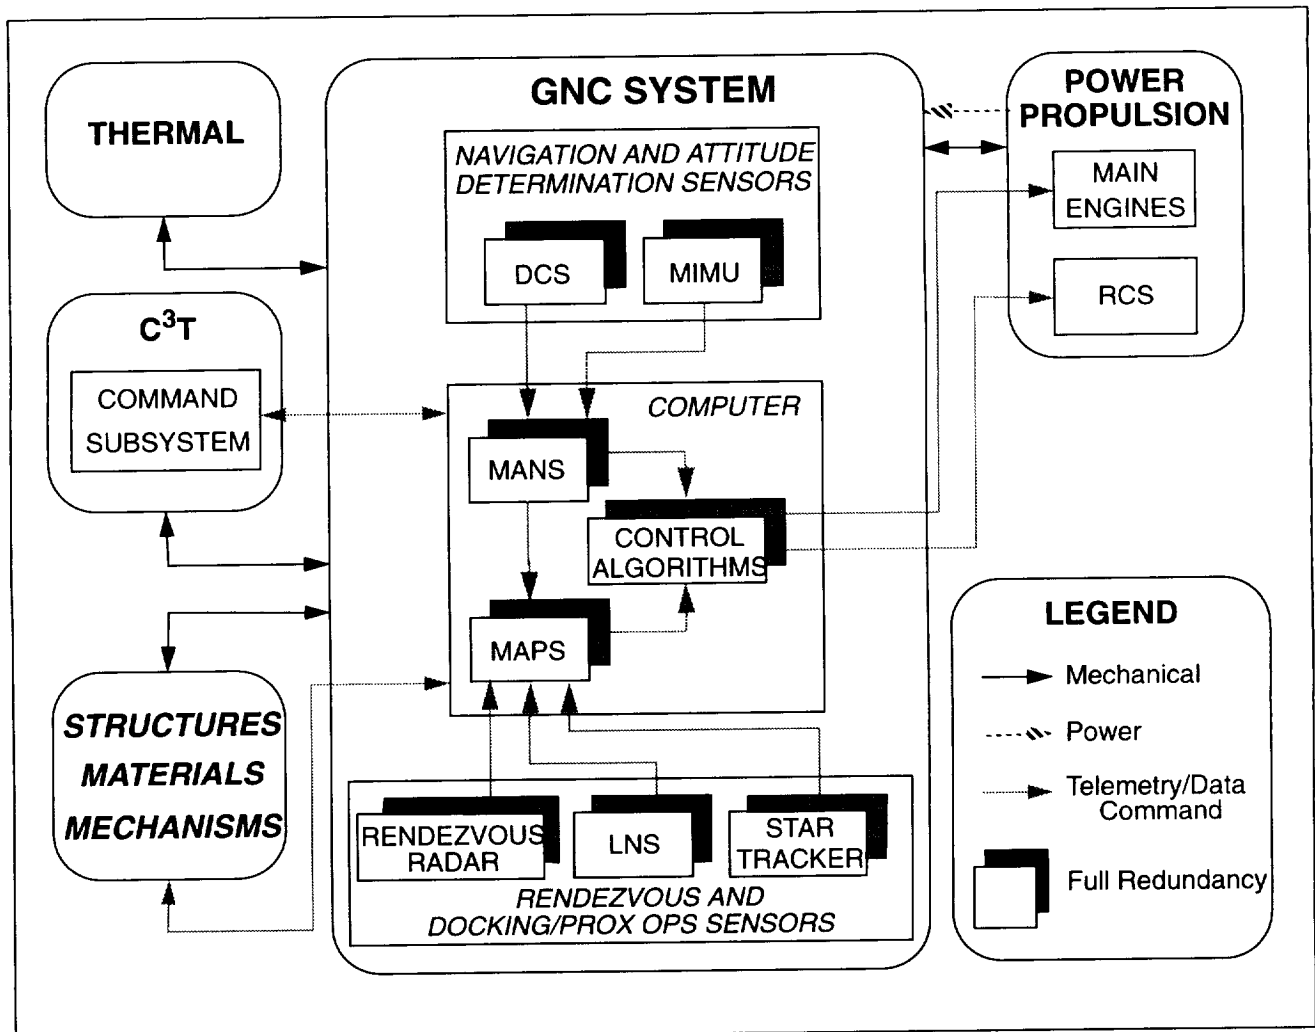 THERMAL
C³T
COMMAND
SUBSYSTEM
STRUCTURES
MATERIALS
MECHANISMS
GNC SYSTEM
NAVIGATION AND ATTITUDE
DETERMINATION SENSORS
DCS
MIMU
COMPUTER
MANS
CONTROL
ALGORITHMS
MAPS
RENDEZVOUS
RADAR
LNS
STAR
TRACKER
RENDEZVOUS AND
DOCKING/PROX OPS SENSORS
POWER
PROPULSION
MAIN
ENGINES
RCS
LEGEND
Mechanical
Power
Telemetry/Data
Command
Full Redundancy